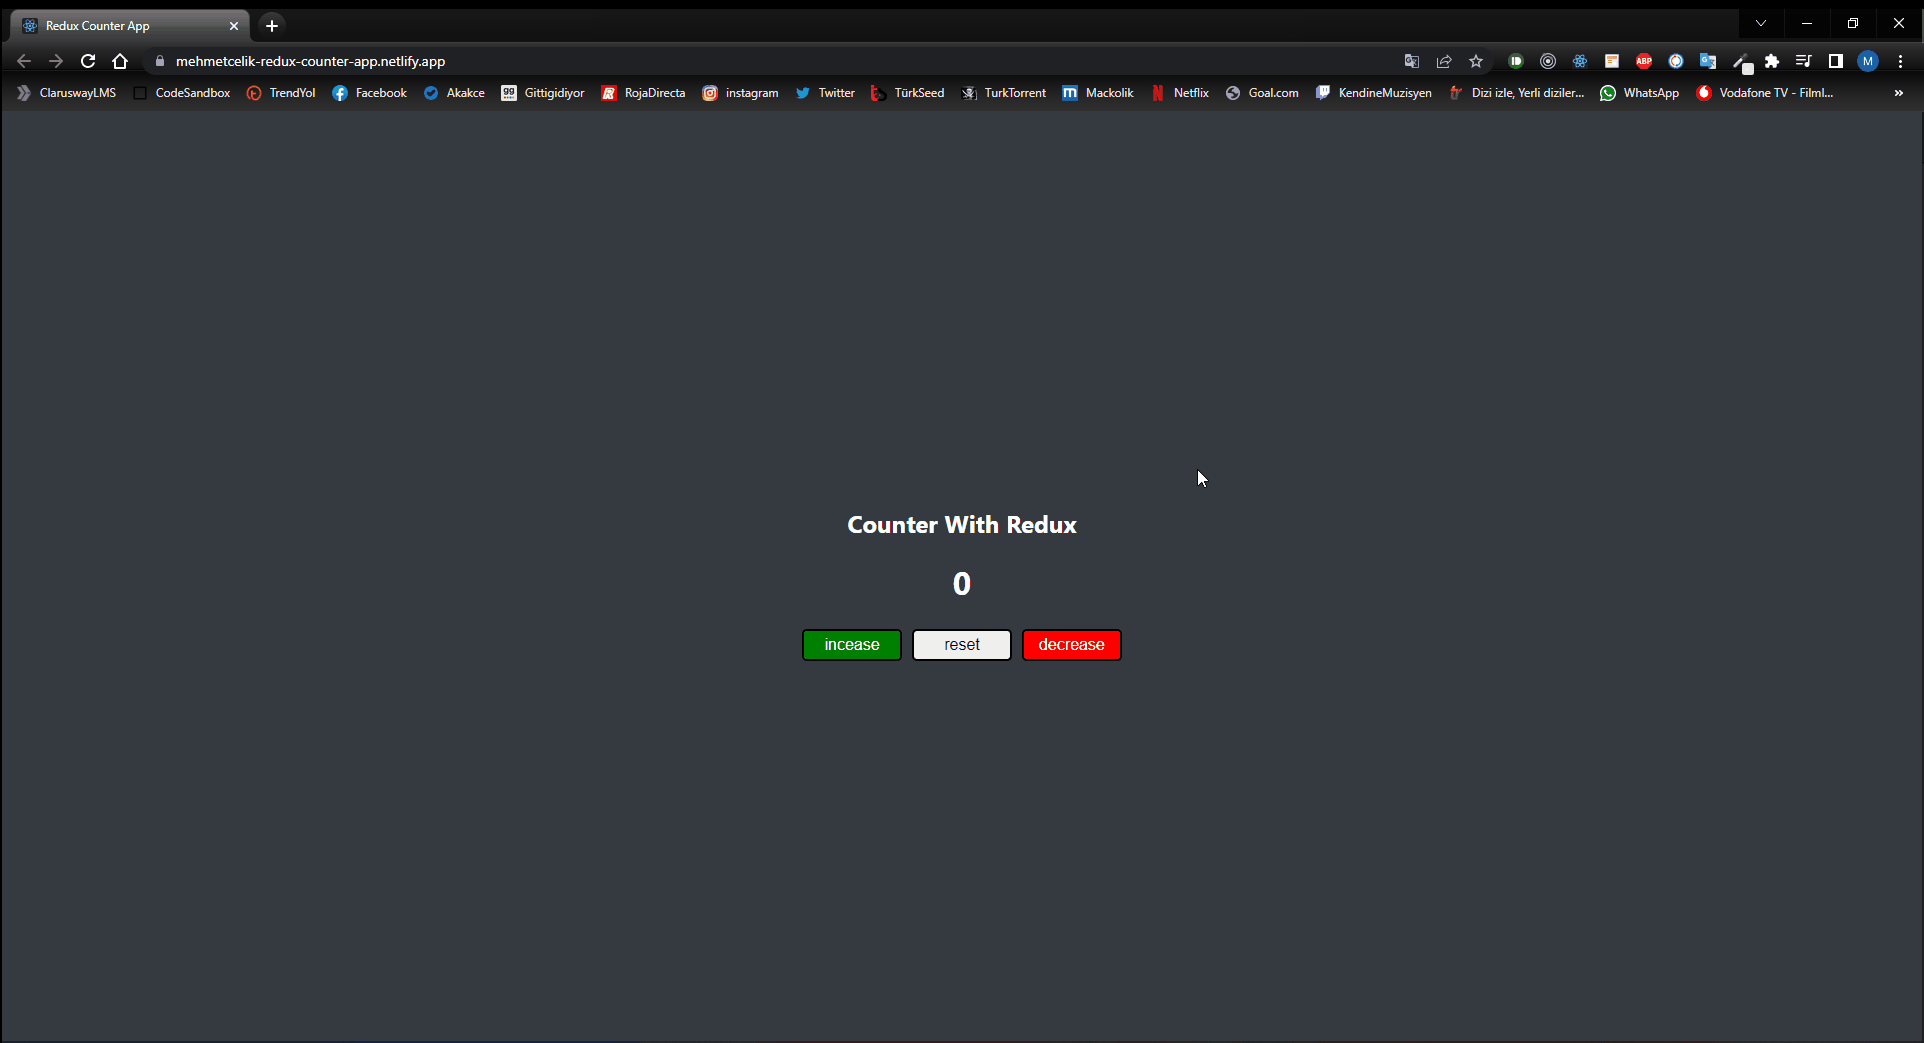 Redux Counter App
mehmetcelik-redux-counter-app.netlify.app
ABP M
ClaruswayLMS CodeSandbox TrendYol Facebook Akakce gg Gittigidiyor RojaDirecta instagram Twitter TürkSeed TurkTorrent m Mackolik Netflix Goal.com KendineMuzisyen Dizi izle, Yerli diziler... WhatsApp Vodafone TV - Filml... »
Counter With Redux
0
incease reset decrease